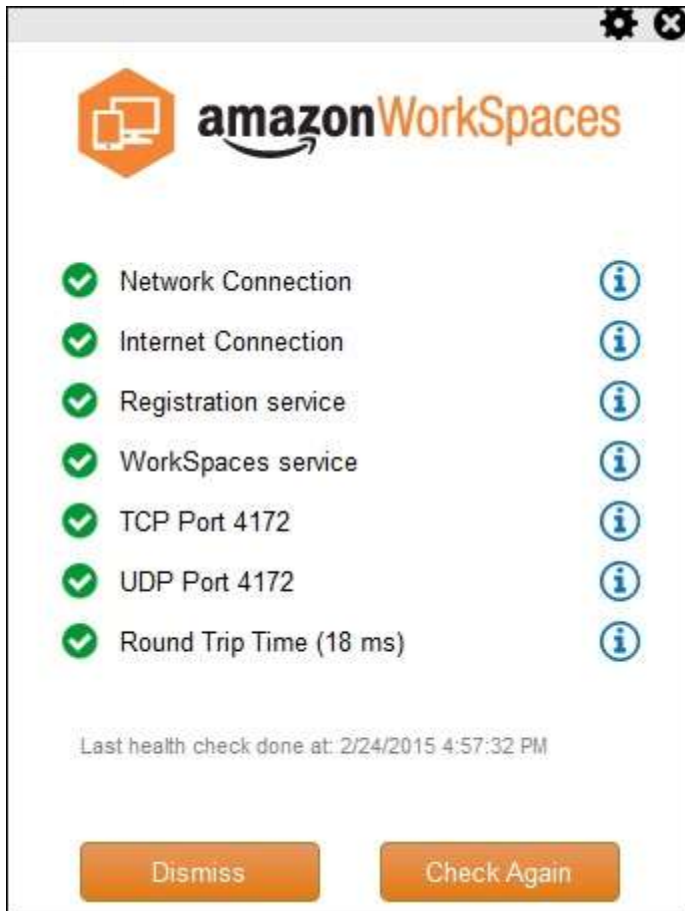 amazonWorkSpaces
Network Connection
Internet Connection
Registration service
WorkSpaces service
TCP Port 4172
UDP Port 4172
Round Trip Time (18 ms)
Last health check done at: 2/24/2015 4:57:32 PM
Dismiss Check Again